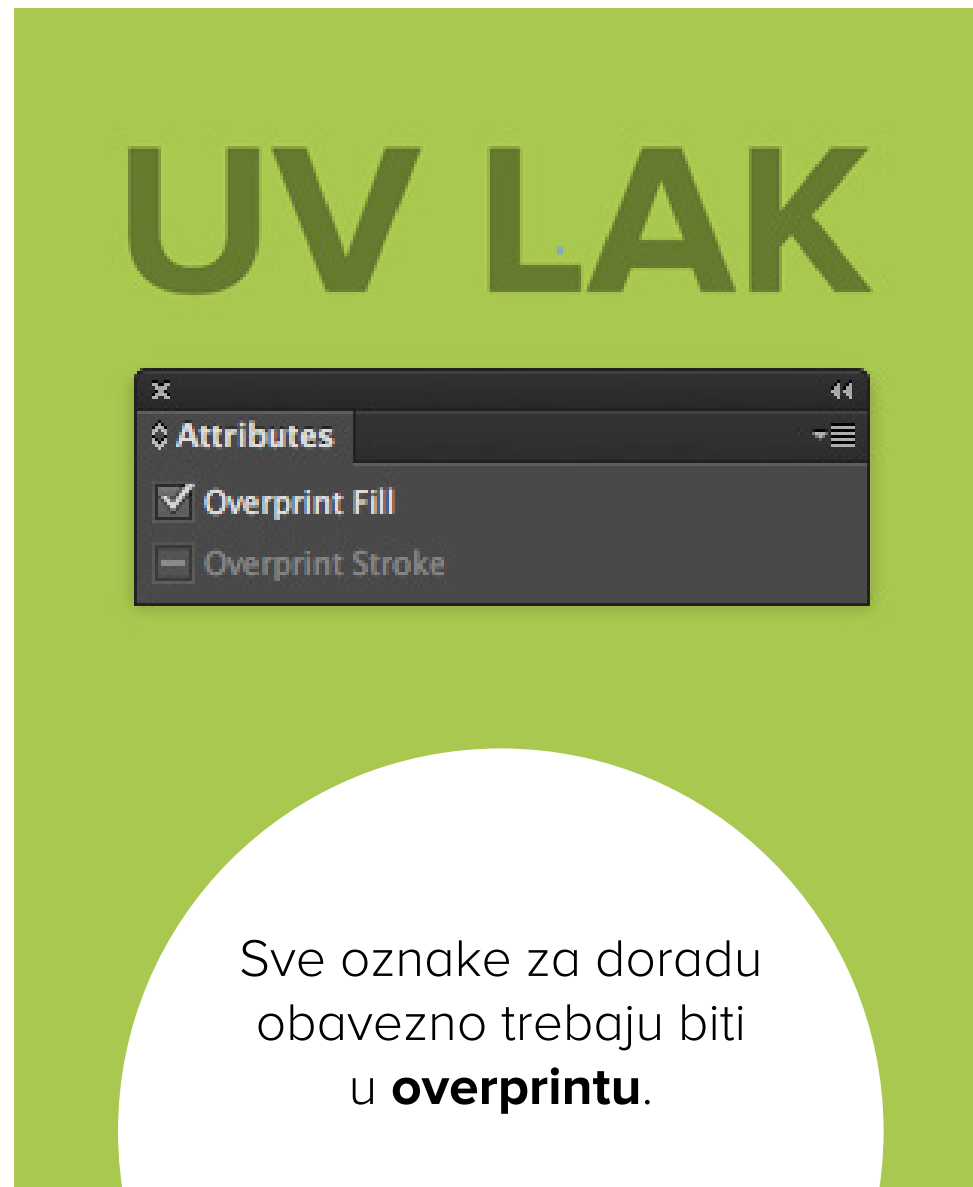 UV LAK
Attributes
Overprint Fill
Overprint Stroke
Sve oznake za doradu
obavezno trebaju biti
u overprintu.